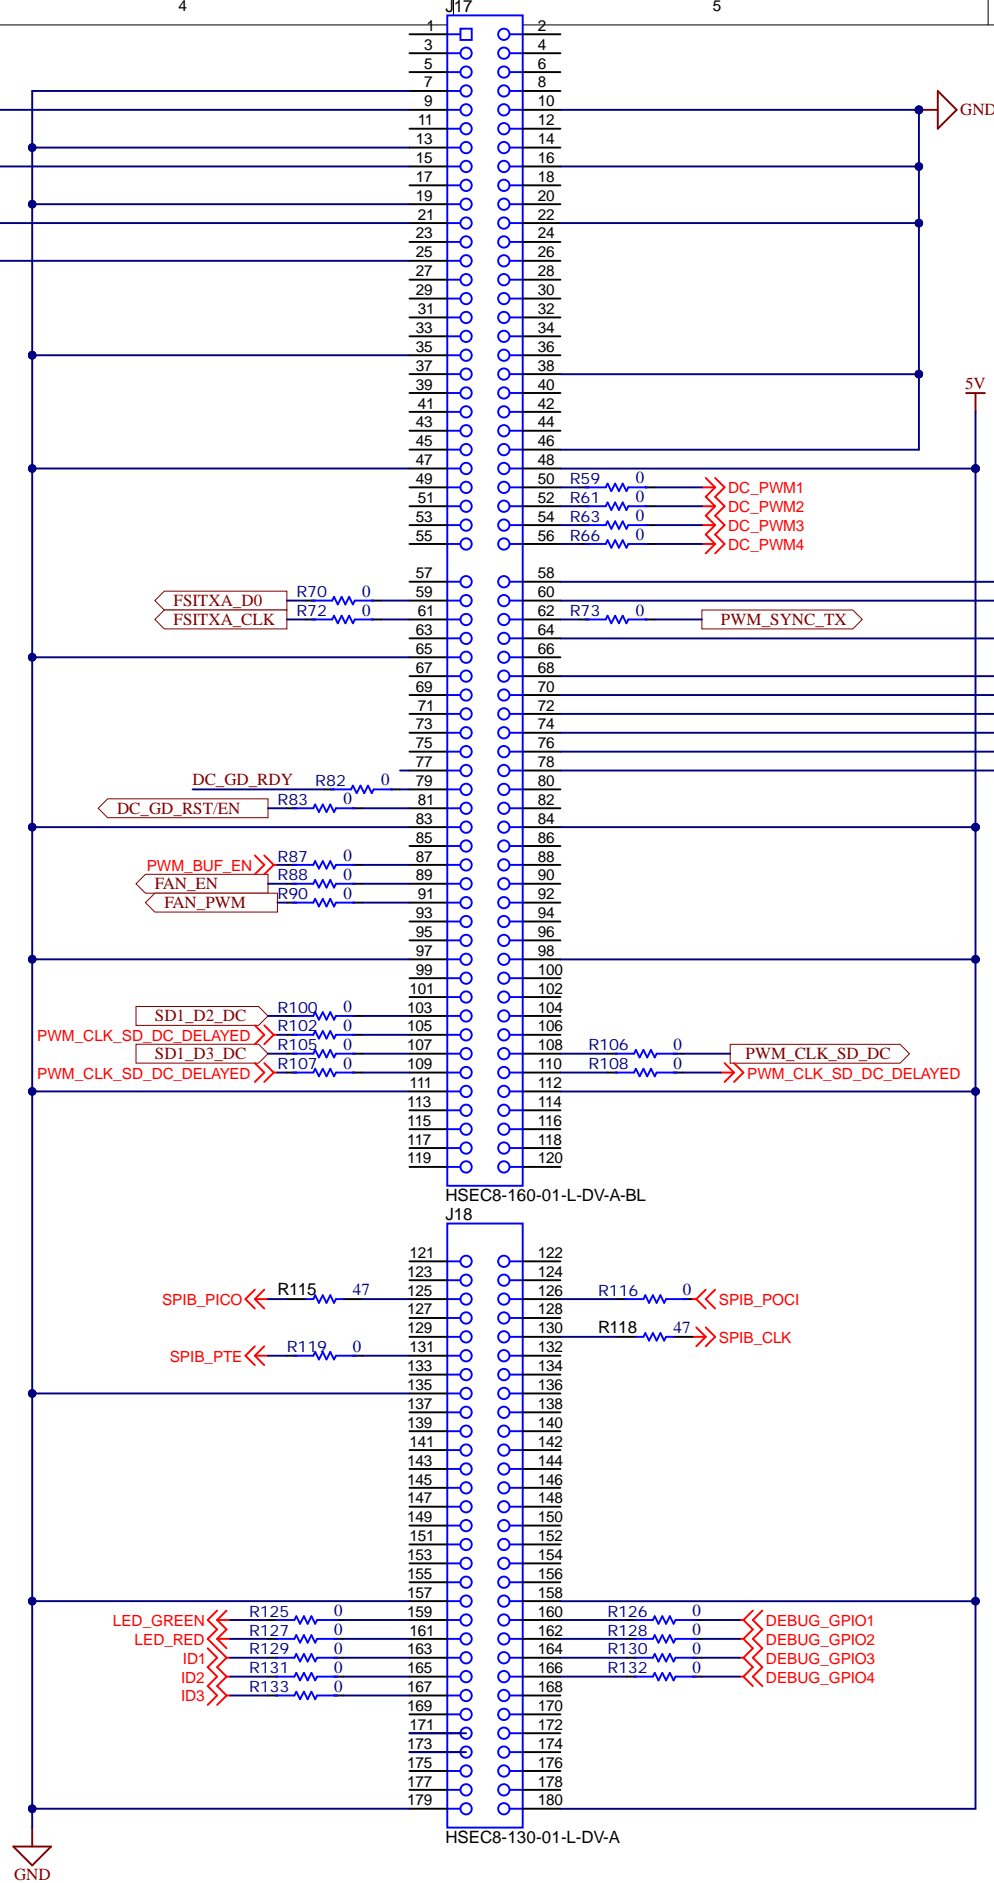 4 5
J17
1 2
3 4
5 6
7 8
9 10 GND
11 12
13 14
15 16
17 18
19 20
21 22
23 24
25 26
27 28
29 30
31 32
33 34
35 36
37 38
39 40 5V
41 42
43 44
45 46
47 48
49 50 R59 0 DC_PWM1
51 52 R61 0 DC_PWM2
53 54 R63 0 DC_PWM3
55 56 R66 0 DC_PWM4
57 58
FSITXA_D0 R70 0 59 60
FSITXA_CLK R72 0 61 62 R73 0 PWM_SYNC_TX
63 64
65 66
67 68
69 70
71 72
73 74
75 76
77 78
DC_GD_RDY R82 0 79 80
DC_GD_RST/EN R83 0 81 82
83 84
85 86
PWM_BUF_EN R87 0 87 88
FAN_EN R88 0 89 90
FAN_PWM R90 0 91 92
93 94
95 96
97 98
99 100
101 102
SD1_D2_DC R100 0 103 104
PWM_CLK_SD_DC_DELAYED R102 0 105 106
SD1_D3_DC R105 0 107 108 R106 0 PWM_CLK_SD_DC
PWM_CLK_SD_DC_DELAYED R107 0 109 110 R108 0 PWM_CLK_SD_DC_DELAYED
111 112
113 114
115 116
117 118
119 120
HSEC8-160-01-L-DV-A-BL
J18
121 122
123 124
SPIB_PICO R115 47 125 126 R116 0 SPIB_POCI
127 128
129 130 R118 47 SPIB_CLK
SPIB_PTE R119 0 131 132
133 134
135 136
137 138
139 140
141 142
143 144
145 146
147 148
149 150
151 152
153 154
155 156
157 158
LED_GREEN R125 0 159 160 R126 0 DEBUG_GPIO1
LED_RED R127 0 161 162 R128 0 DEBUG_GPIO2
ID1 R129 0 163 164 R130 0 DEBUG_GPIO3
ID2 R131 0 165 166 R132 0 DEBUG_GPIO4
ID3 R133 0 167 168
169 170
171 172
173 174
175 176
177 178
179 180
HSEC8-130-01-L-DV-A
GND